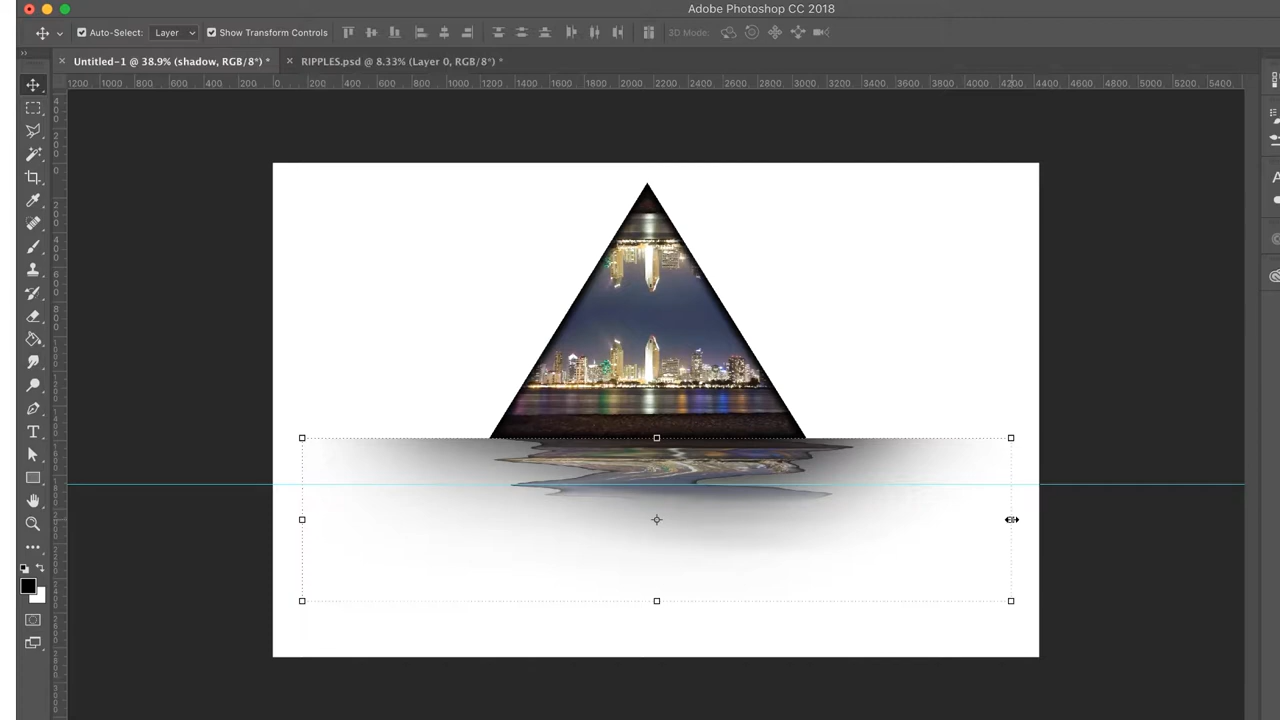 Adobe Photoshop CC 2018
Auto-Select: Layer Show Transform Controls 3D Mode:
Untitled-1 @ 38.9% (shadow, RGB/8*) * RIPPLES.psd @ 8.33% (Layer 0, RGB/8*) *
1200 1000 800 600 400 200 0 200 400 600 800 1000 1200 1400 1600 1800 2000 2200 2400 2600 2800 3000 3200 3400 3600 3800 4000 4200 4400 4600 4800 5000 5200 5400